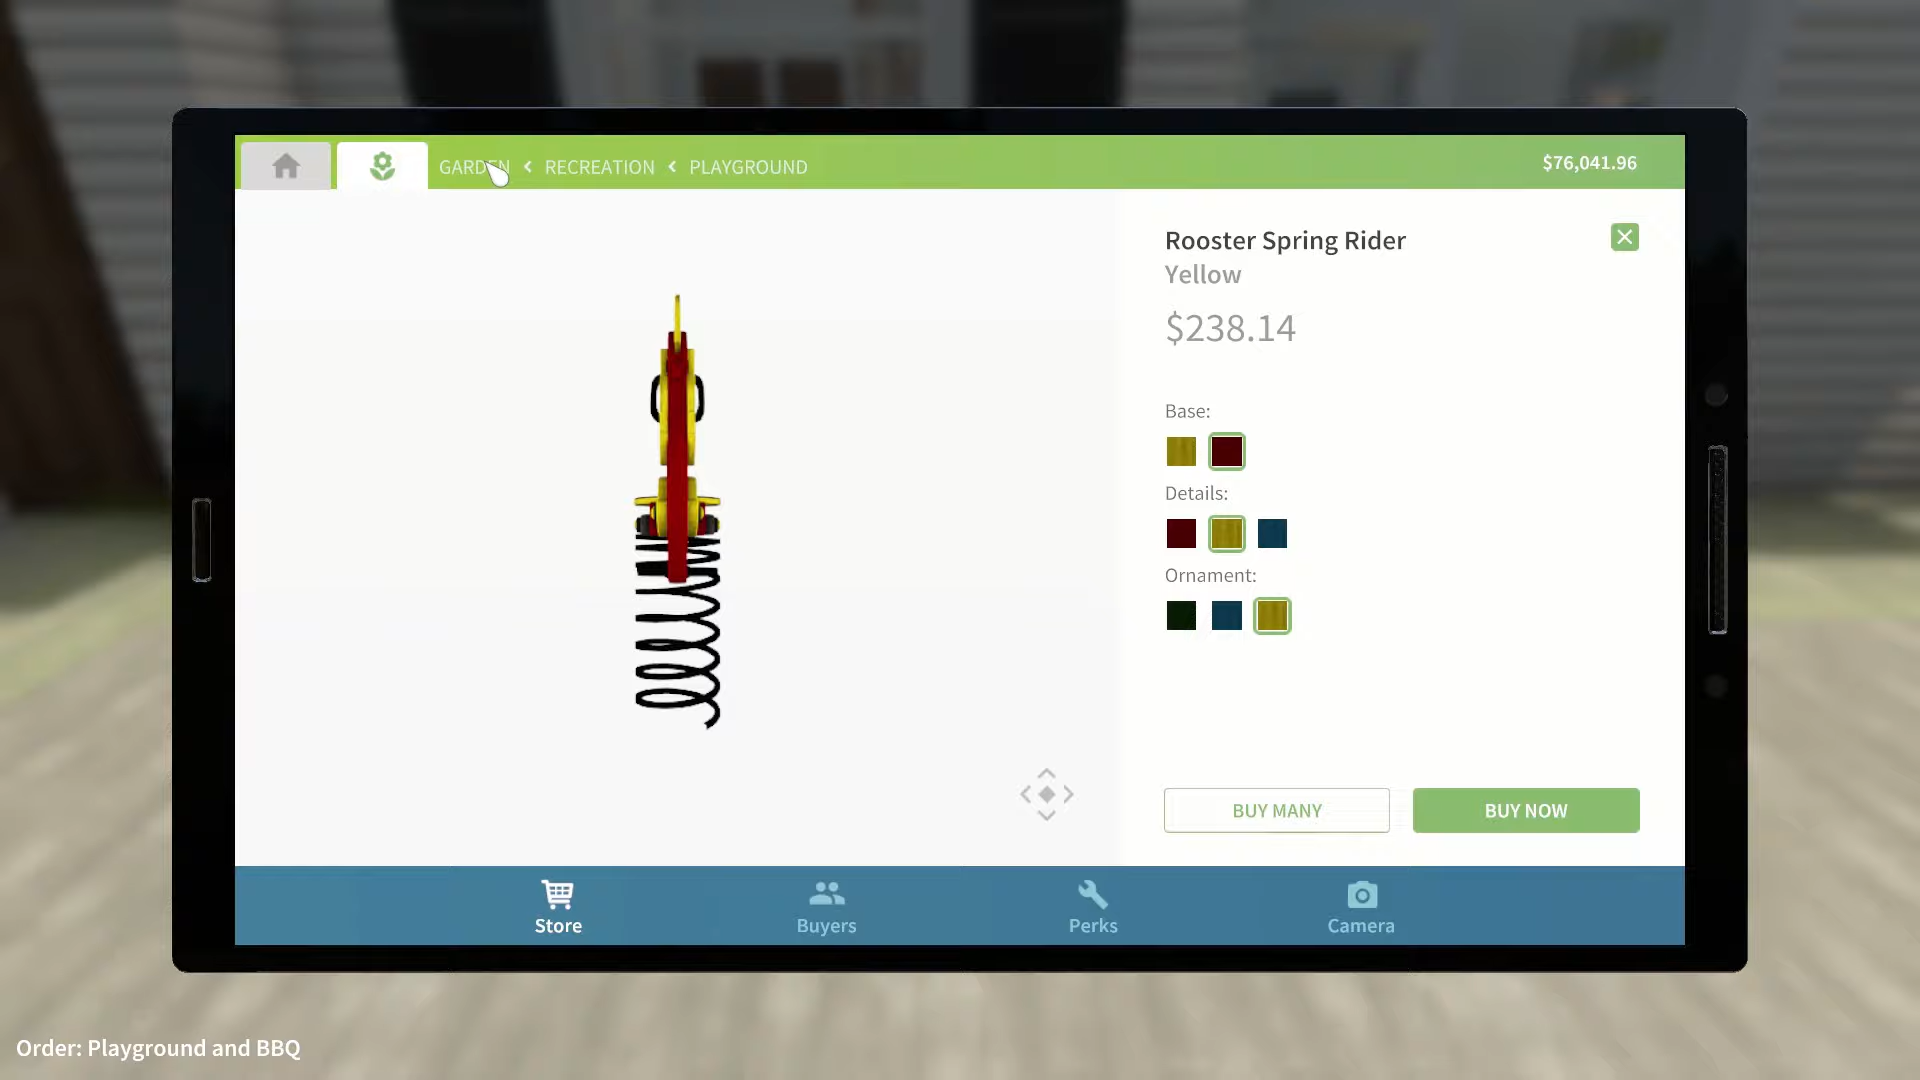 GARDEN < RECREATION < PLAYGROUND
$76,041.96
Rooster Spring Rider
Yellow
$238.14
Base:
Details:
Ornament:
BUY MANY
BUY NOW
Store
Buyers
Perks
Camera
Order: Playground and BBQ